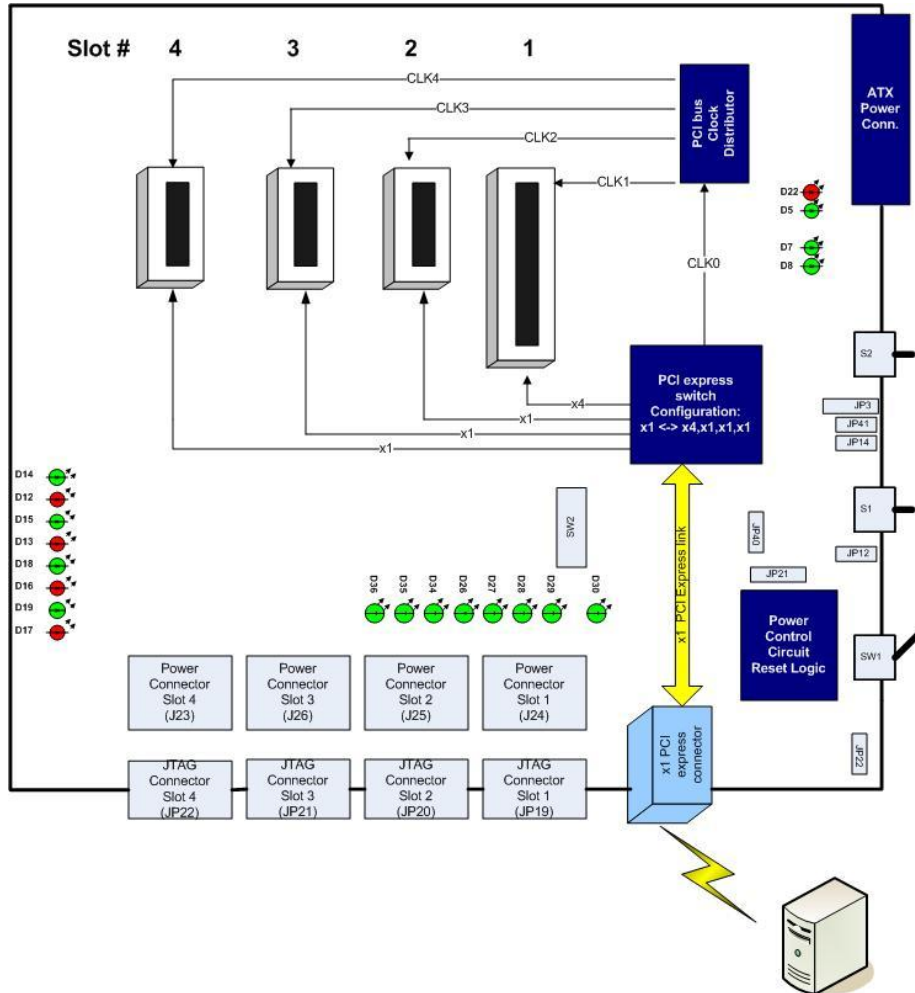 Slot # 4 3 2 1
CLK4
CLK3
CLK2
CLK1
PCI bus
Clock
Distributor
ATX
Power
Conn.
D22
D5
D7
D8
CLK0
PCI express
switch
Configuration:
x1 <-> x4,x1,x1,x1
x4
x1
x1
x1
S2
JP3
JP41
JP14
S1
JP12
JP40
JP21
SW2
D14
D12
D15
D13
D18
D16
D19
D17
D36
D35
D34
D26
D27
D28
D29
D30
x1 PCI Express link
Power
Control
Circuit
Reset Logic
SW1
JP22
Power
Connector
Slot 4
(J23)
Power
Connector
Slot 3
(J26)
Power
Connector
Slot 2
(J25)
Power
Connector
Slot 1
(J24)
JTAG
Connector
Slot 4
(JP22)
JTAG
Connector
Slot 3
(JP21)
JTAG
Connector
Slot 2
(JP20)
JTAG
Connector
Slot 1
(JP19)
x1 PCI
express
connector